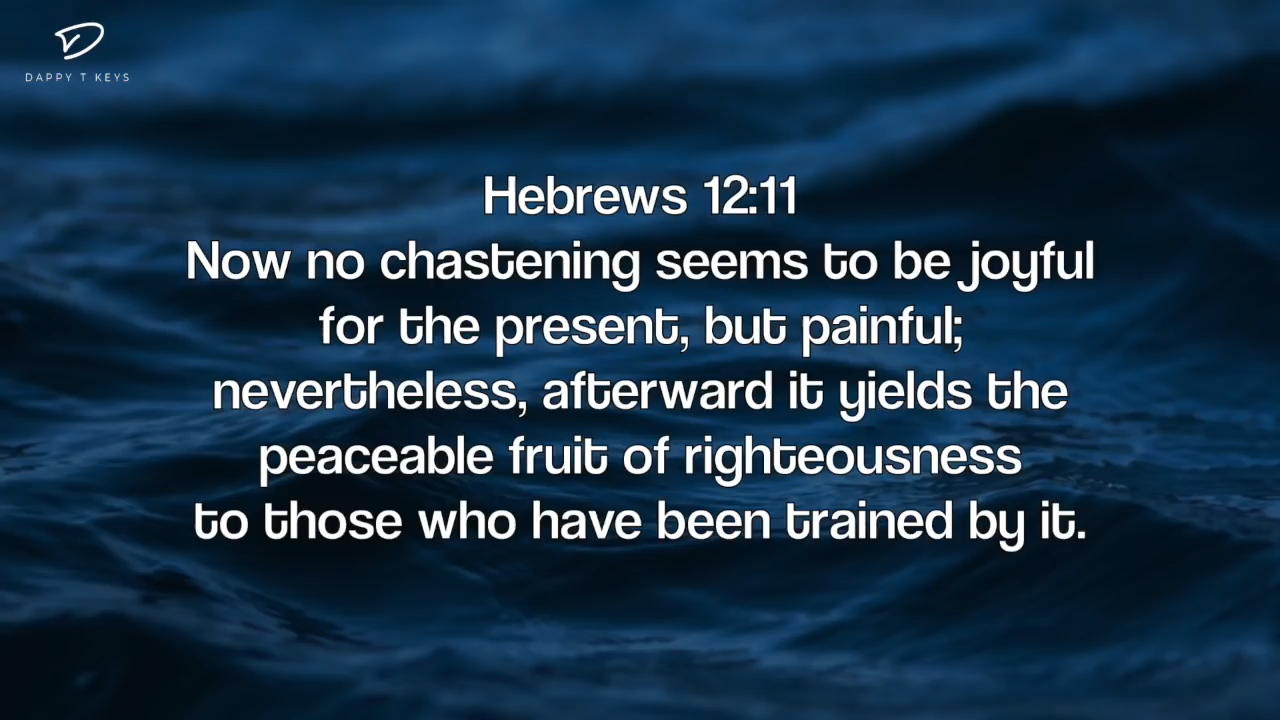 DAPPY T KEYS
Hebrews 12:11
Now no chastening seems to be joyful
for the present, but painful;
nevertheless, afterward it yields the
peaceable fruit of righteousness
to those who have been trained by it.